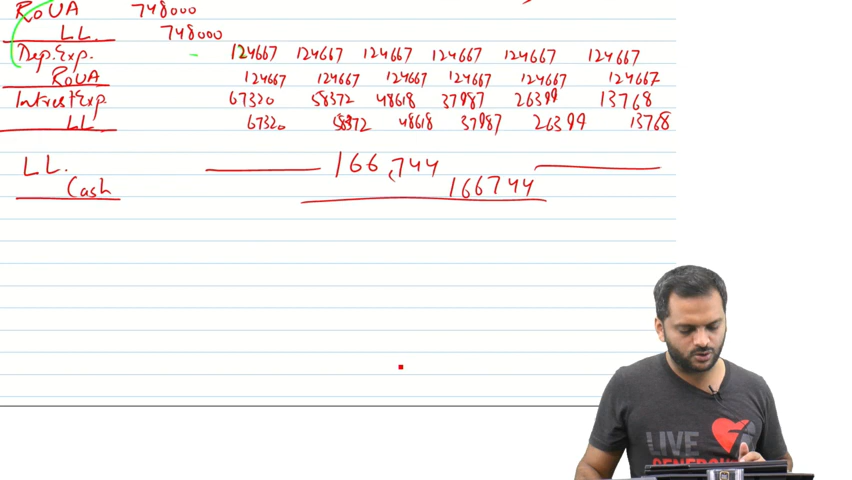 RoUA 748000
LL. 748000
Dep. Exp. 124667 124667 124667 124667 124667 124667
RoUA 124667 124667 124667 124667 124667 124667
Intrest Exp. 67320 58372 48618 37987 26399 13768
LL 67320 58372 48618 37987 26399 13768
LL. 166,744
Cash 166744
LIVE